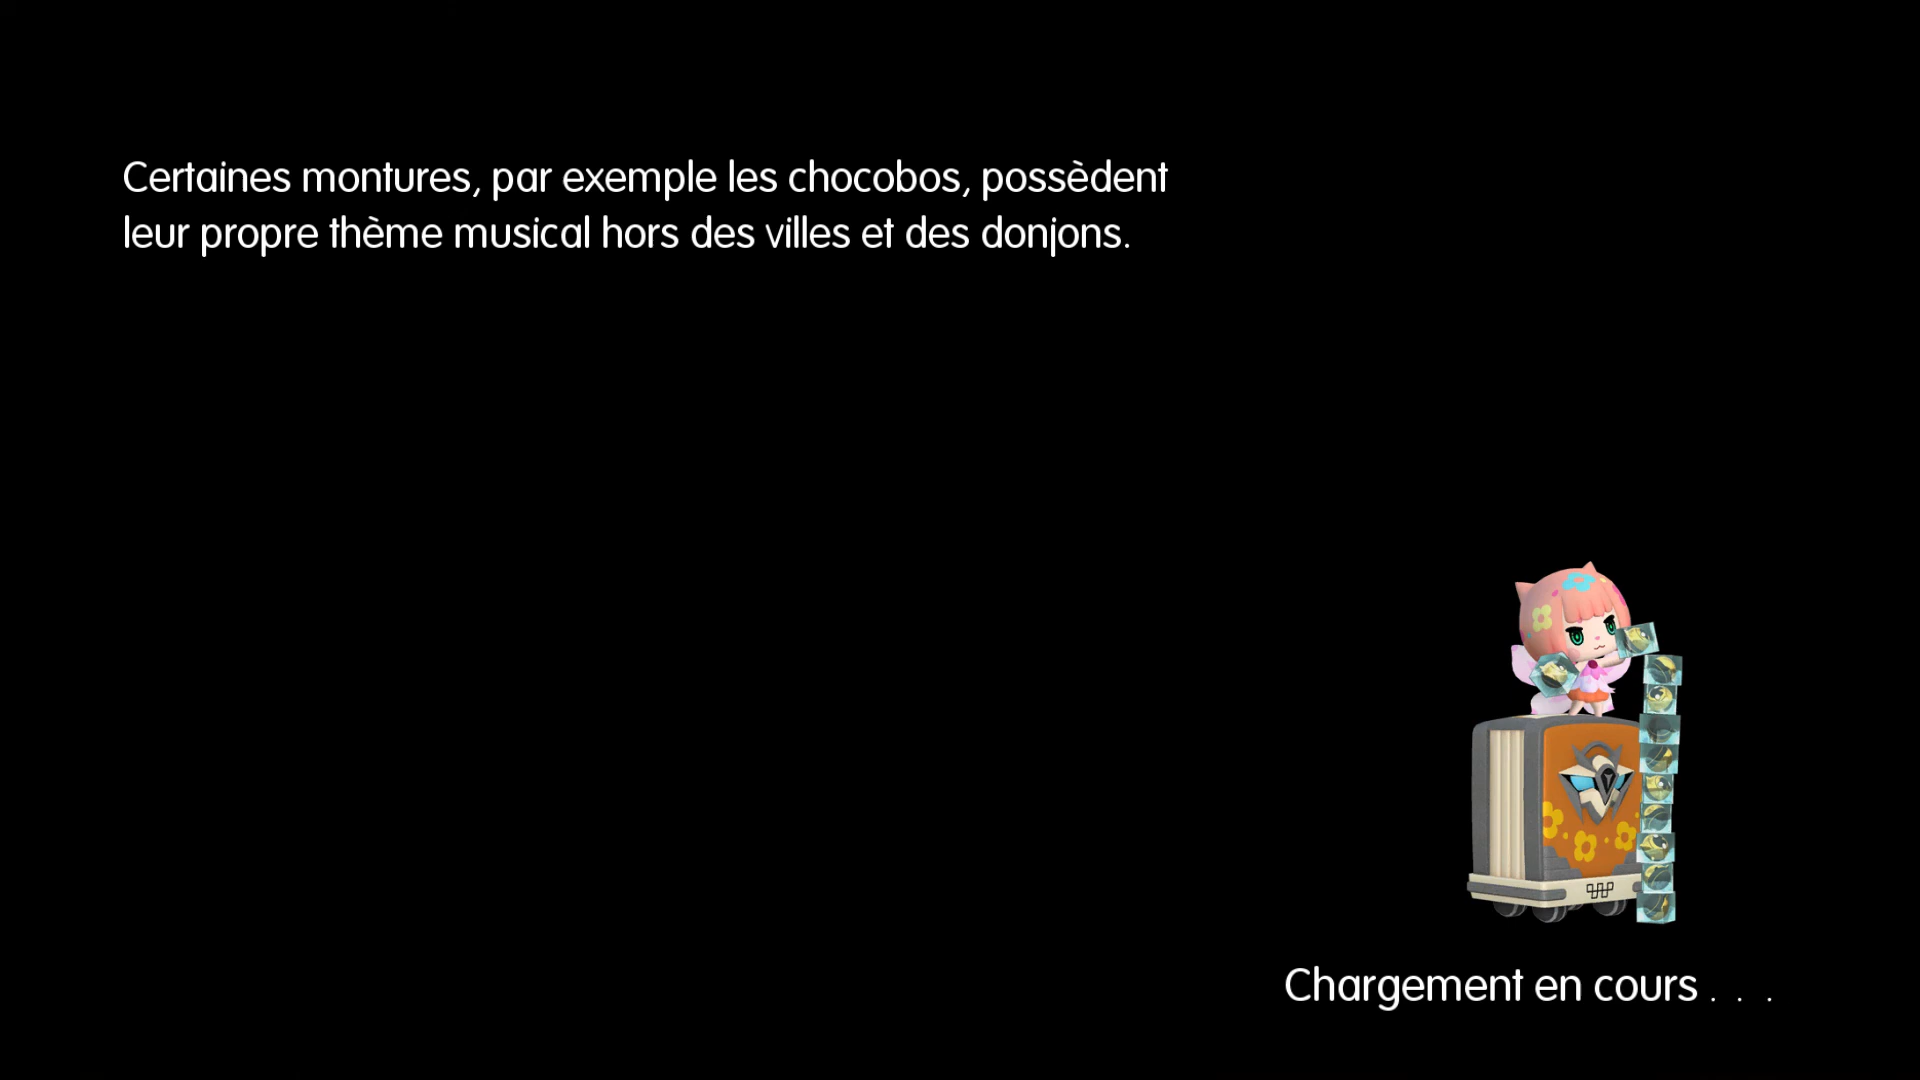 Certaines montures, par exemple les chocobos, possèdent
leur propre thème musical hors des villes et des donjons.
Chargement en cours . . .